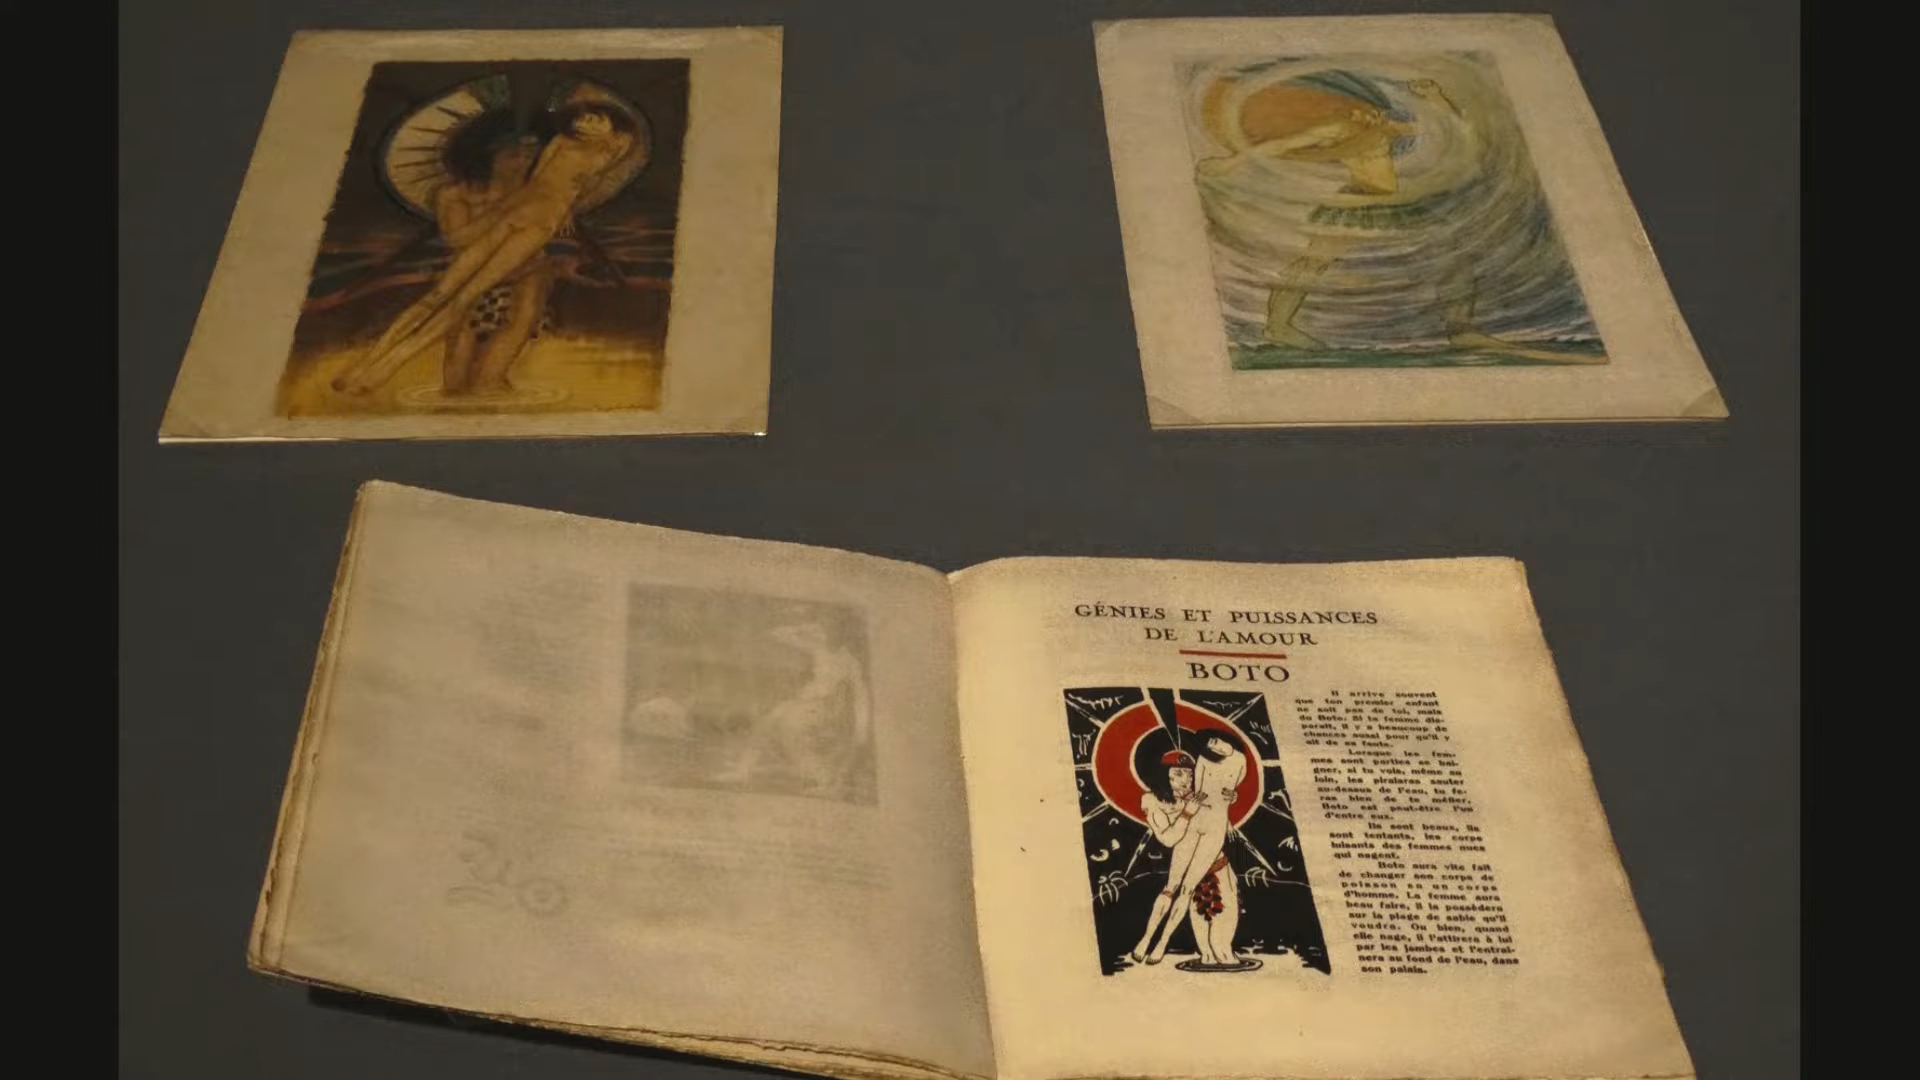 GÉNIES ET PUISSANCES
DE L'AMOUR
BOTO
Il arrive souvent
que ton premier enfant
ne soit pas de toi, mais
du Boto. Si ta femme dis-
paraît, il y a beaucoup de
chances aussi pour qu'il y
ait de sa faute.
Lorsque les fem-
mes sont parties se bai-
gner, si tu vois, même au
loin, les piraiaras sauter
au-dessus de l'eau, tu fe-
ras bien de te méfier.
Boto est peut-être l'un
d'entre eux.
Ils sont beaux, ils
sont tentants, les corps
luisants des femmes nues
qui nagent.
Boto aura vite fait
de changer son corps de
poisson en un corps
d'homme. La femme aura
beau faire, il la possédera
sur la plage de sable qu'il
voudra. Ou bien, quand
elle nage, il l'attirera à lui
par les jambes et l'entraî-
nera au fond de l'eau, dans
son palais.